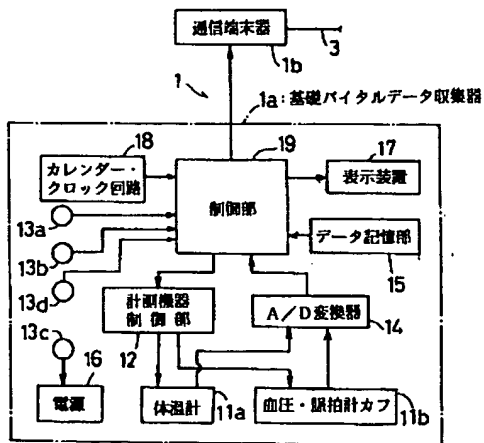 通信端末器
3
1b
1
1a:基礎バイタルデータ収集器
18
19
17
カレンダー・
クロック回路
制御部
表示装置
13a
データ記憶部
13b
15
13d
計測機器
制御部
A/D変換器
12
14
13c
16
電源
体温計
11a
血圧・脈拍計カフ
11b